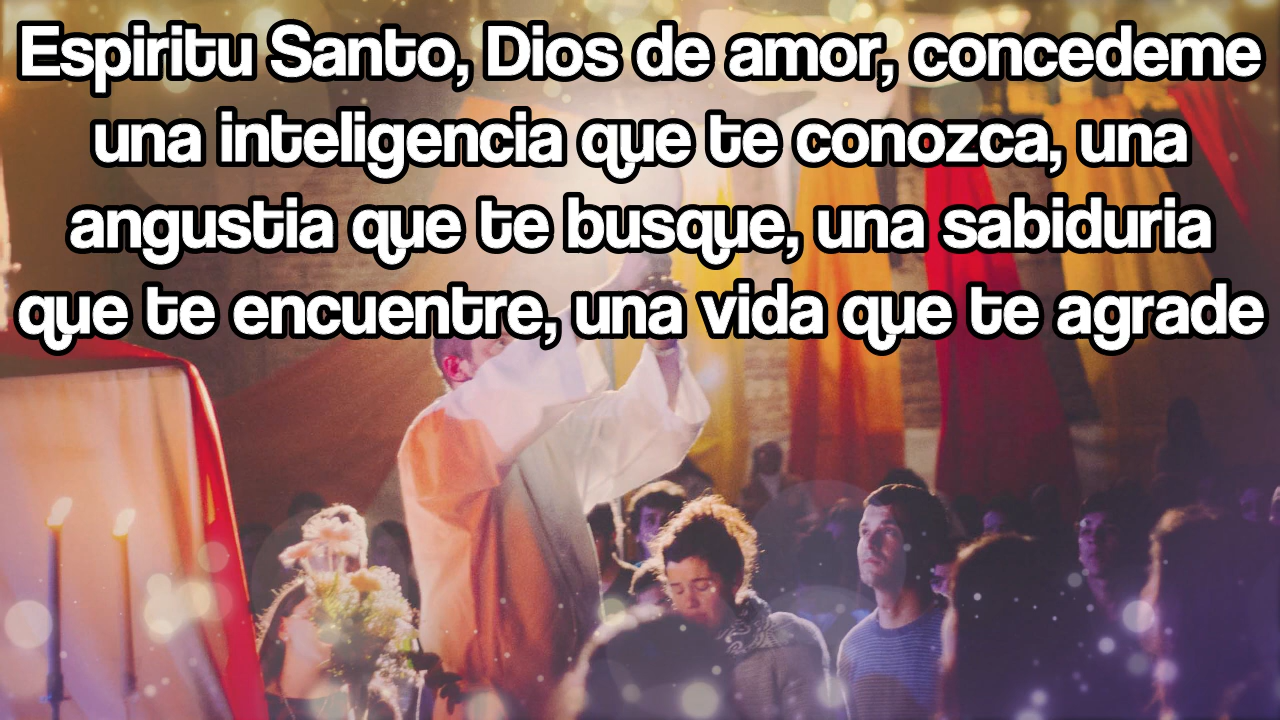 Espiritu Santo, Dios de amor, concedeme
una inteligencia que te conozca, una
angustia que te busque, una sabiduria
que te encuentre, una vida que te agrade